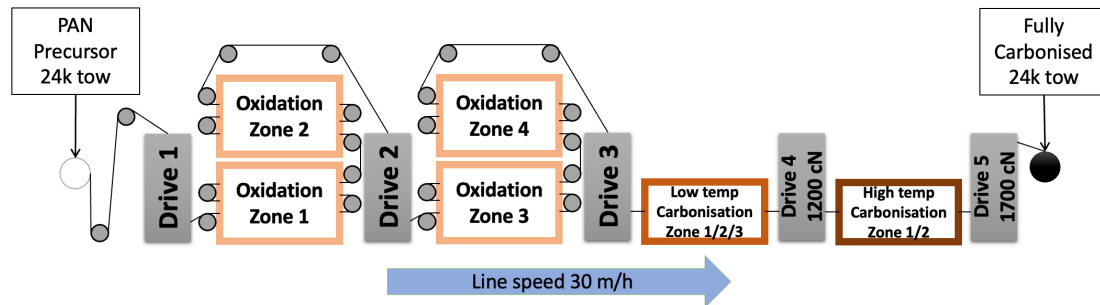 PAN
Precursor
24k tow
Drive 1
Oxidation
Zone 2
Oxidation
Zone 1
Drive 2
Oxidation
Zone 4
Oxidation
Zone 3
Drive 3
Low temp
Carbonisation
Zone 1/2/3
Drive 4
1200 cN
High temp
Carbonisation
Zone 1/2
Drive 5
1700 cN
Fully
Carbonised
24k tow
Line speed 30 m/h